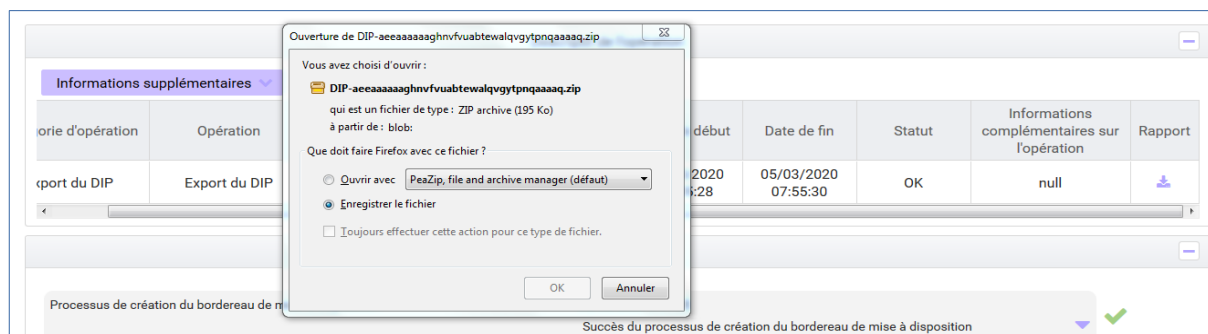 Ouverture de DIP-aeeaaaaaaghnvfvuabtewalqvgytpnqaaaaq.zip
Vous avez choisi d'ouvrir :
DIP-aeeaaaaaaghnvfvuabtewalqvgytpnqaaaaq.zip
qui est un fichier de type : ZIP archive (195 Ko)
à partir de : blob:
Que doit faire Firefox avec ce fichier ?
Ouvrir avec PeaZip, file and archive manager (défaut)
Enregistrer le fichier
Toujours effectuer cette action pour ce type de fichier.
OK Annuler
Informations supplémentaires
orie d'opération Opération début Date de fin Statut Informations complémentaires sur l'opération Rapport
xport du DIP Export du DIP 2020 05/03/2020 OK null
5:28 07:55:30
Processus de création du bordereau de m
Succès du processus de création du bordereau de mise à disposition